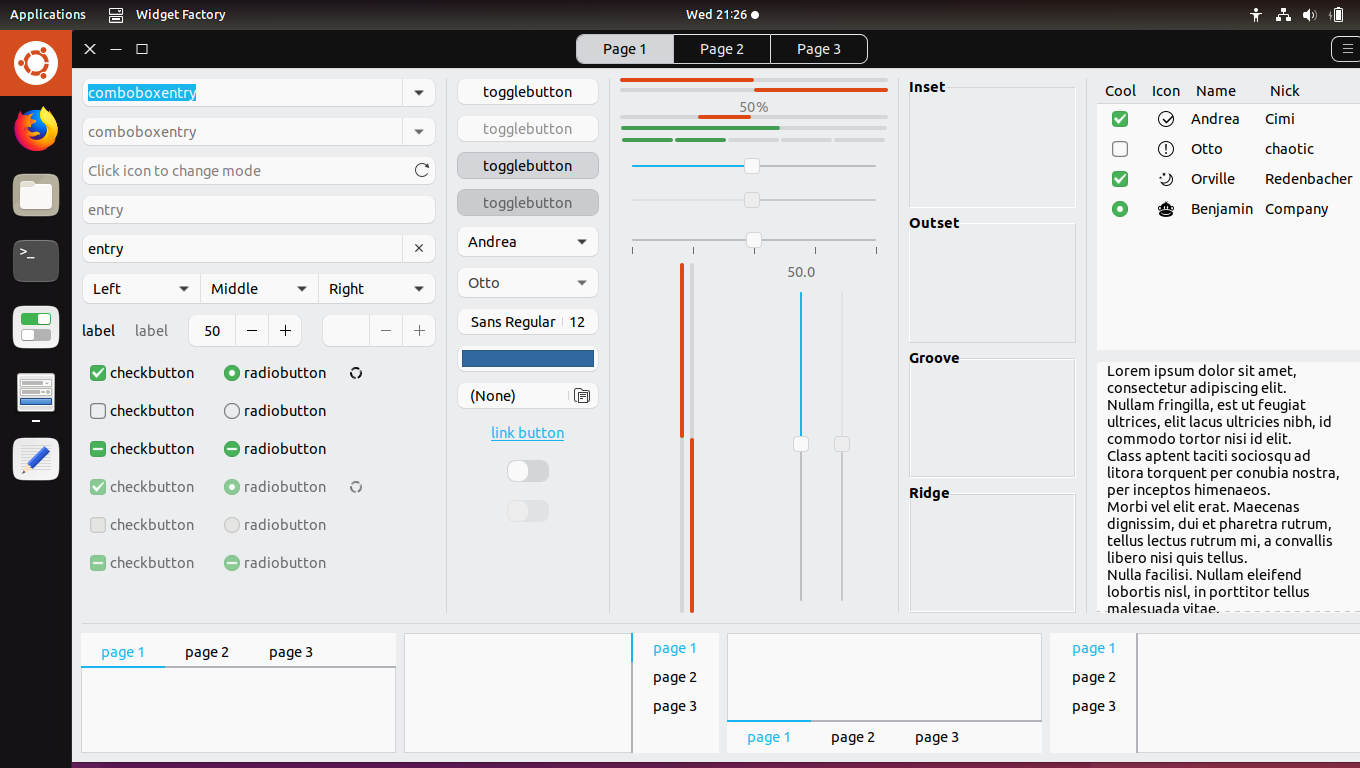 Applications Widget Factory Wed 21:26
Page 1 Page 2 Page 3
comboboxentry
comboboxentry
Click icon to change mode
entry
entry
Left Middle Right
label label 50
checkbutton radiobutton
checkbutton radiobutton
checkbutton radiobutton
checkbutton radiobutton
checkbutton radiobutton
checkbutton radiobutton
togglebutton
togglebutton
togglebutton
togglebutton
Andrea
Otto
Sans Regular 12
(None)
link button
50%
50.0
Inset
Outset
Groove
Ridge
Cool Icon Name Nick
Andrea Cimi
Otto chaotic
Orville Redenbacher
Benjamin Company
Lorem ipsum dolor sit amet,
consectetur adipiscing elit.
Nullam fringilla, est ut feugiat
ultrices, elit lacus ultricies nibh, id
commodo tortor nisi id elit.
Class aptent taciti sociosqu ad
litora torquent per conubia nostra,
per inceptos himenaeos.
Morbi vel elit erat. Maecenas
dignissim, dui et pharetra rutrum,
tellus lectus rutrum mi, a convallis
libero nisi quis tellus.
Nulla facilisi. Nullam eleifend
lobortis nisl, in porttitor tellus
malesuada vitae.
page 1 page 2 page 3
page 1
page 2
page 3
page 1 page 2 page 3
page 1
page 2
page 3